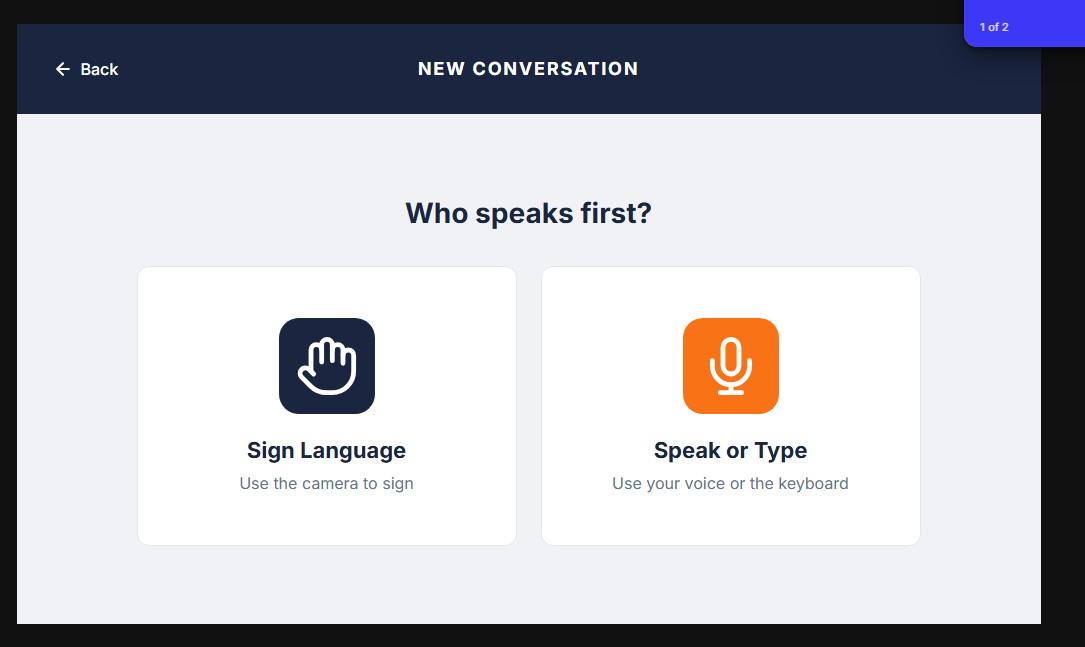 1 of 2
Back
NEW CONVERSATION
Who speaks first?
Sign Language
Use the camera to sign
Speak or Type
Use your voice or the keyboard